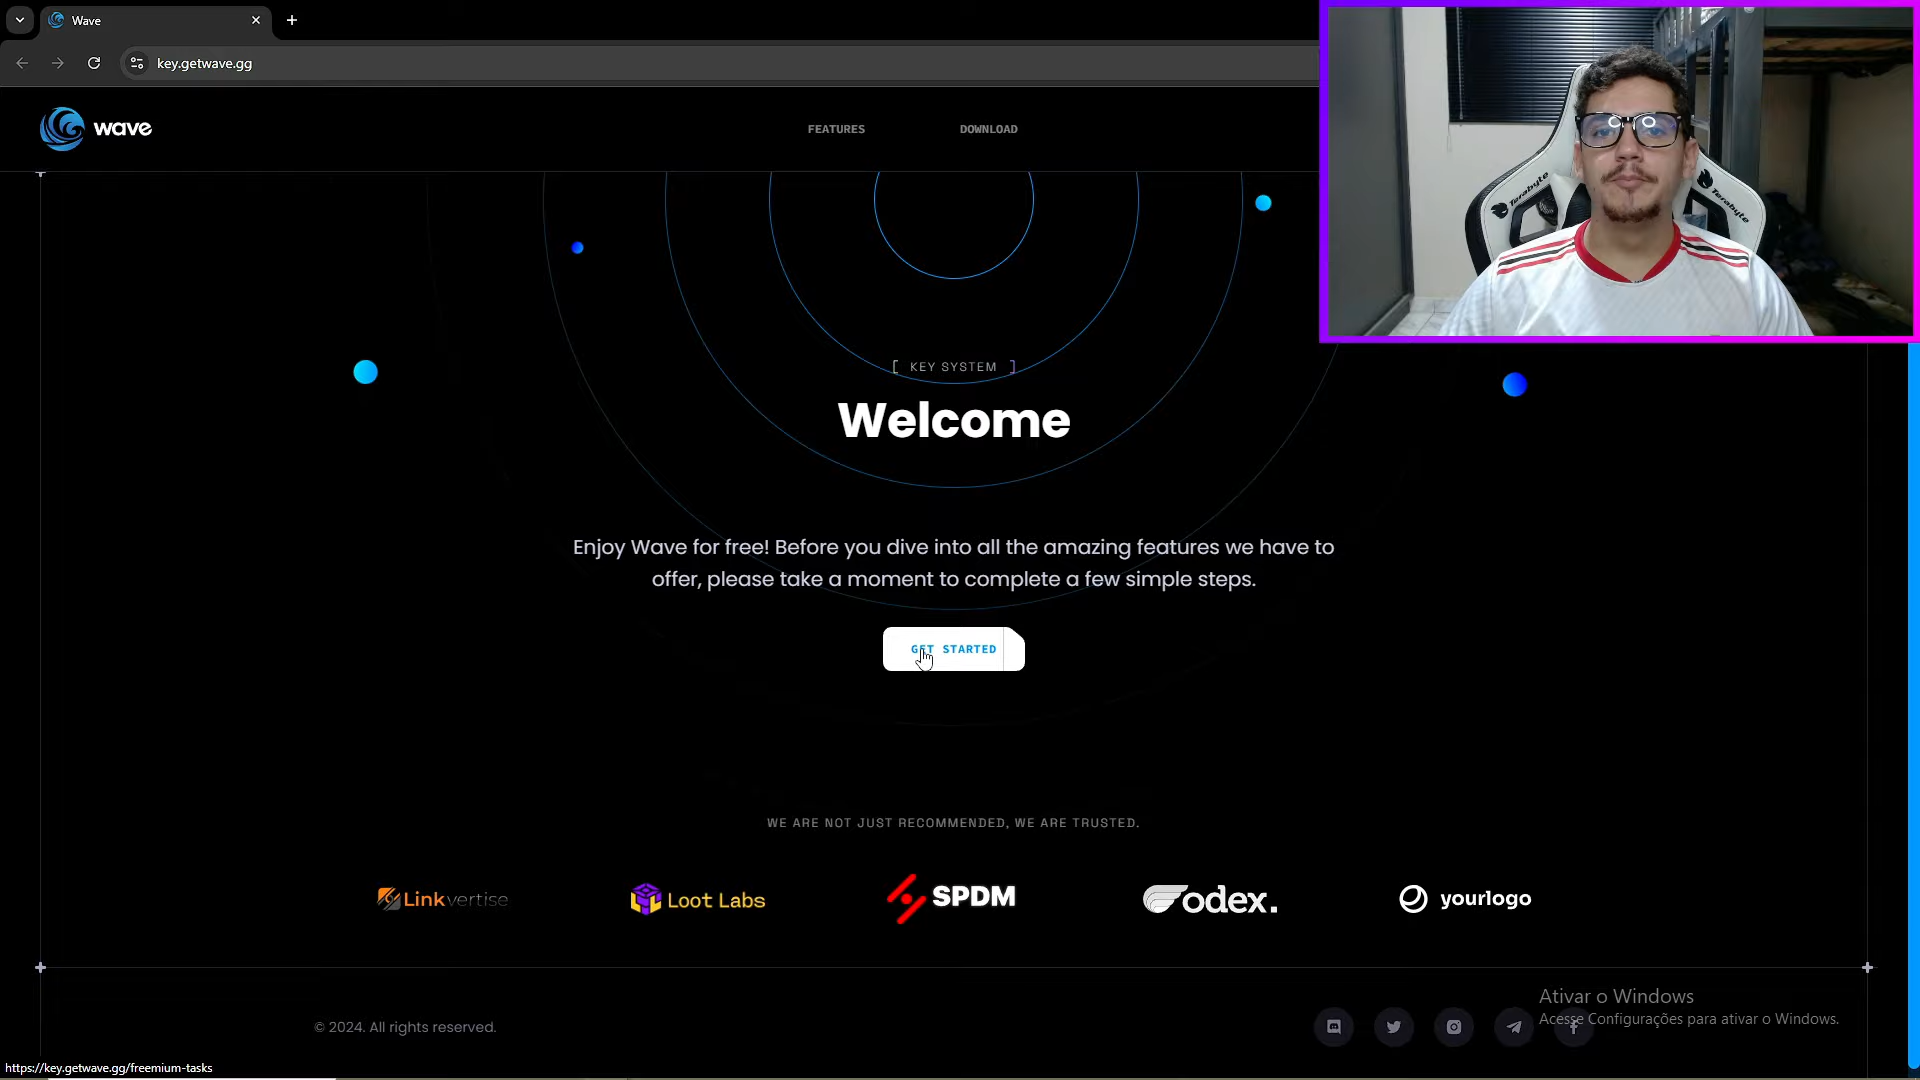 Wave
key.getwave.gg
wave
FEATURES
DOWNLOAD
Terabyte
Terabyte
[ KEY SYSTEM ]
Welcome
Enjoy Wave for free! Before you dive into all the amazing features we have to
offer, please take a moment to complete a few simple steps.
GET STARTED
WE ARE NOT JUST RECOMMENDED, WE ARE TRUSTED.
Linkvertise
Loot Labs
SPDM
odex.
yourlogo
Ativar o Windows
Acesse Configurações para ativar o Windows.
© 2024. All rights reserved.
https://key.getwave.gg/freemium-tasks